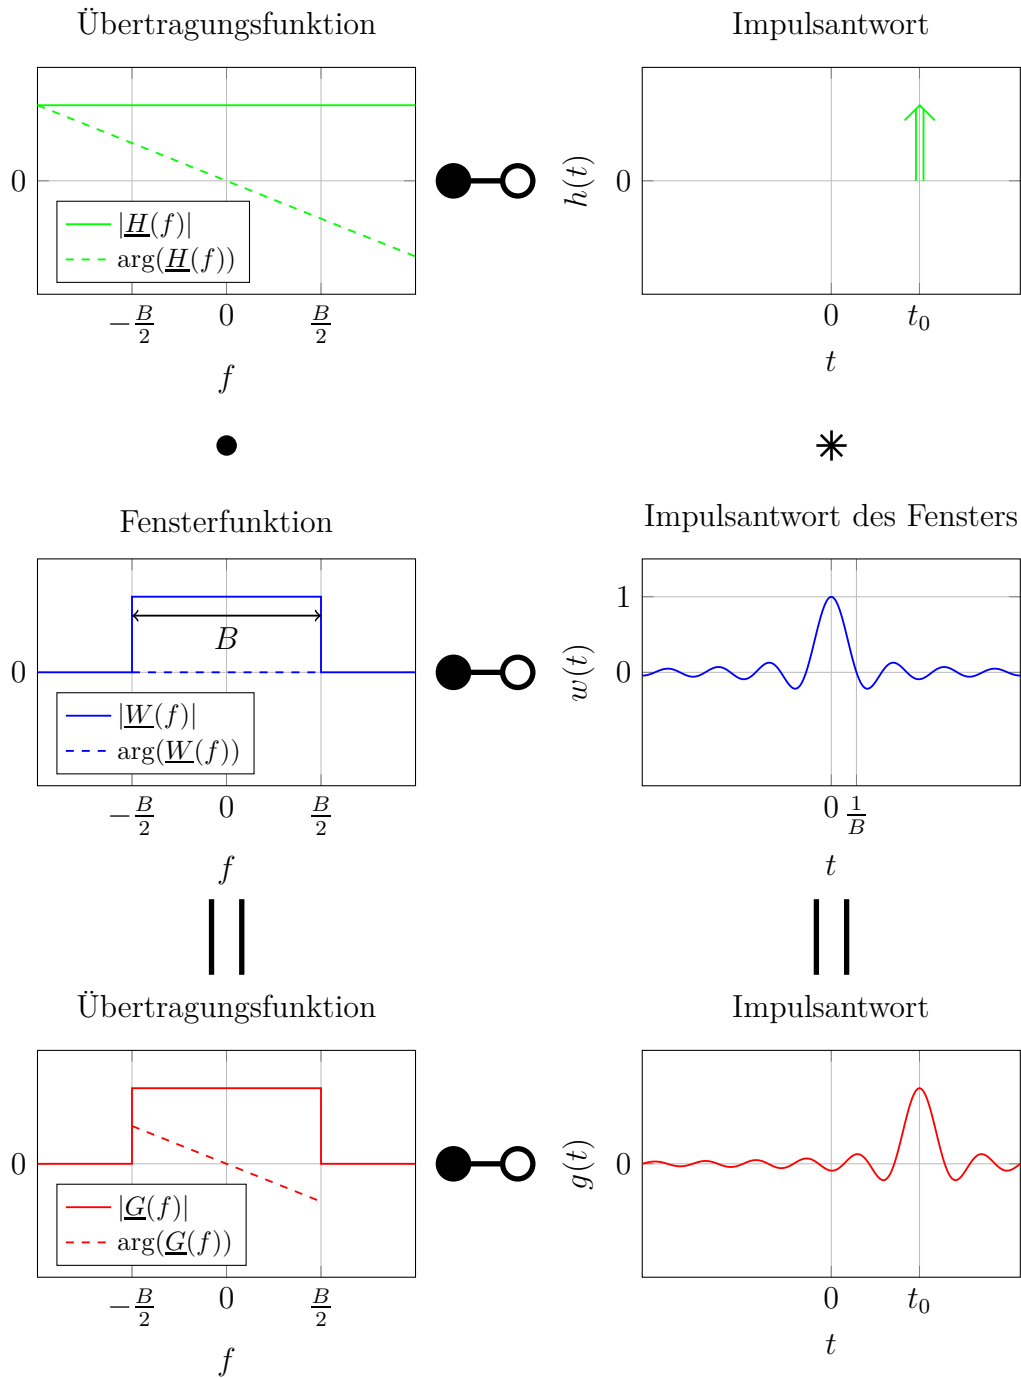 Übertragungsfunktion
0
|H(f)|
arg(H(f))
−B/2 0 B/2
f
Impulsantwort
h(t)
0
0 t₀
t
Fensterfunktion
0
B
|W(f)|
arg(W(f))
−B/2 0 B/2
f
Impulsantwort des Fensters
w(t)
1
0
0 1/B
t
Übertragungsfunktion
0
|G(f)|
arg(G(f))
−B/2 0 B/2
f
Impulsantwort
g(t)
0
0 t₀
t